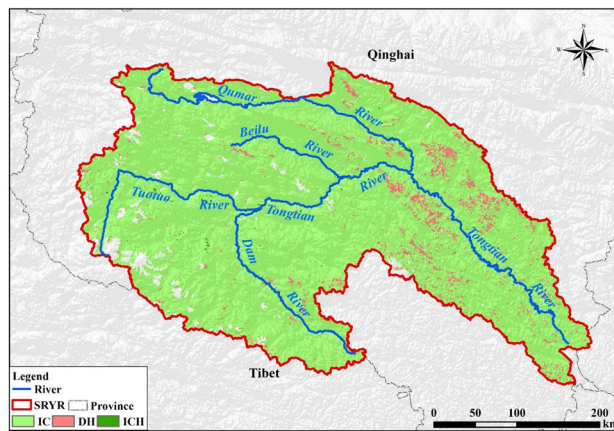 N
W
E
S
Qinghai
Qumar
River
Beilu
River
River
Tuotuo
River
Tongtian
Tongtian
River
Dam
River
Tibet
Legend
River
SRYR Province
IC DH ICH
0 50 100 200
Km